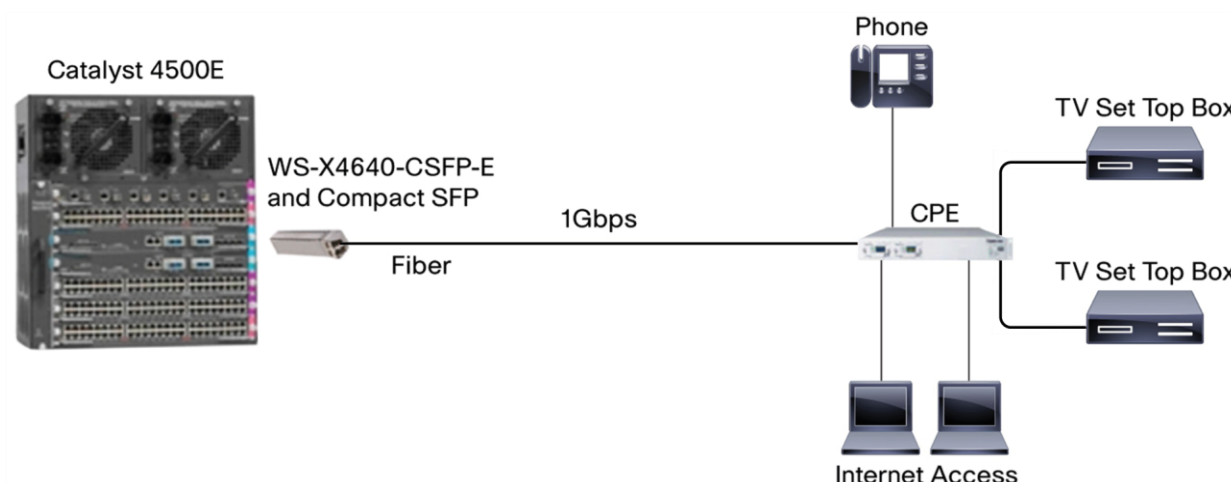 Phone
Catalyst 4500E
TV Set Top Box
WS-X4640-CSFP-E
and Compact SFP
1Gbps
CPE
Fiber
TV Set Top Box
Internet Access